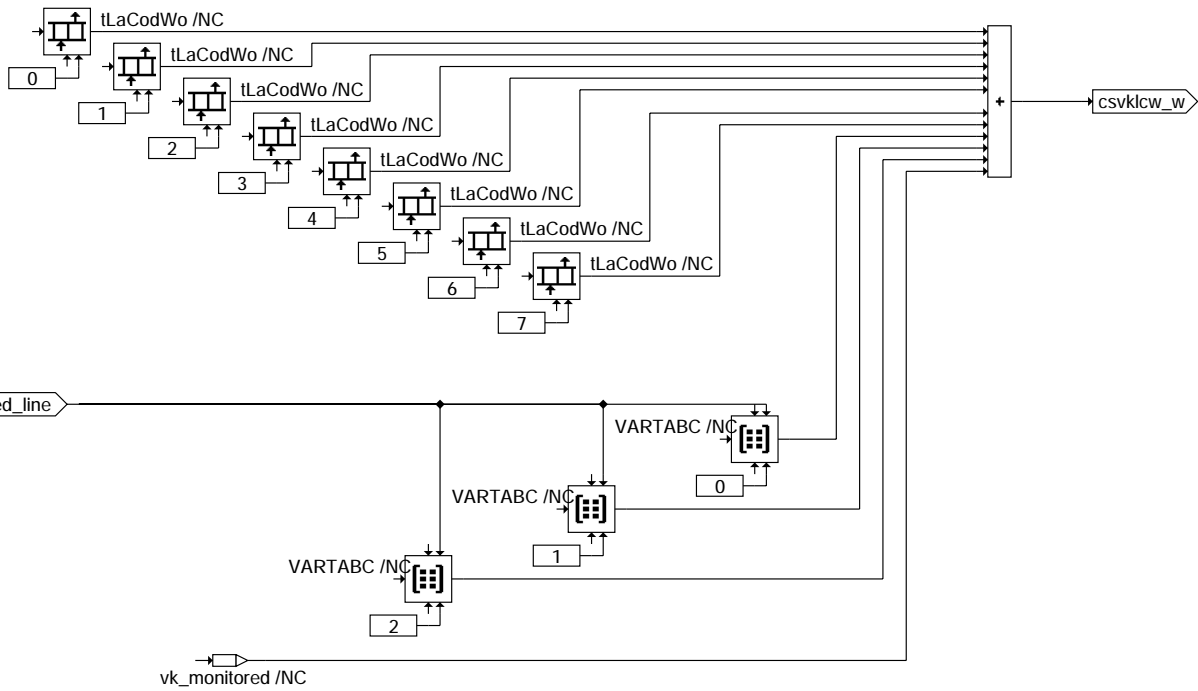 tLaCodWo /NC
0
tLaCodWo /NC
1
tLaCodWo /NC
2
tLaCodWo /NC
3
tLaCodWo /NC
4
tLaCodWo /NC
5
tLaCodWo /NC
6
tLaCodWo /NC
7
+
csvklcw_w
ed_line
VARTABC /NC
0
VARTABC /NC
1
VARTABC /NC
2
vk_monitored /NC